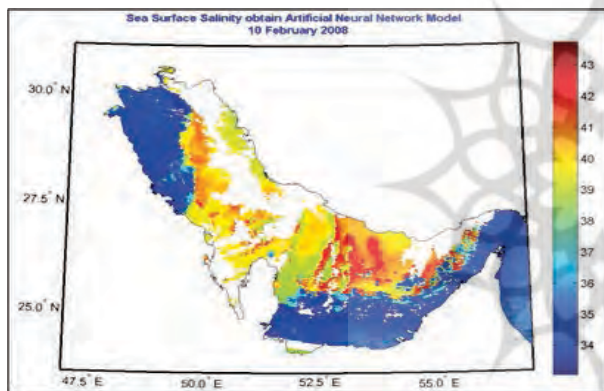 Sea Surface Salinity obtain Artificial Neural Network Model
10 February 2008
30.0° N
27.5° N
25.0° N
47.5° E
50.0° E
52.5° E
55.0° E
43
42
41
40
39
38
37
36
35
34